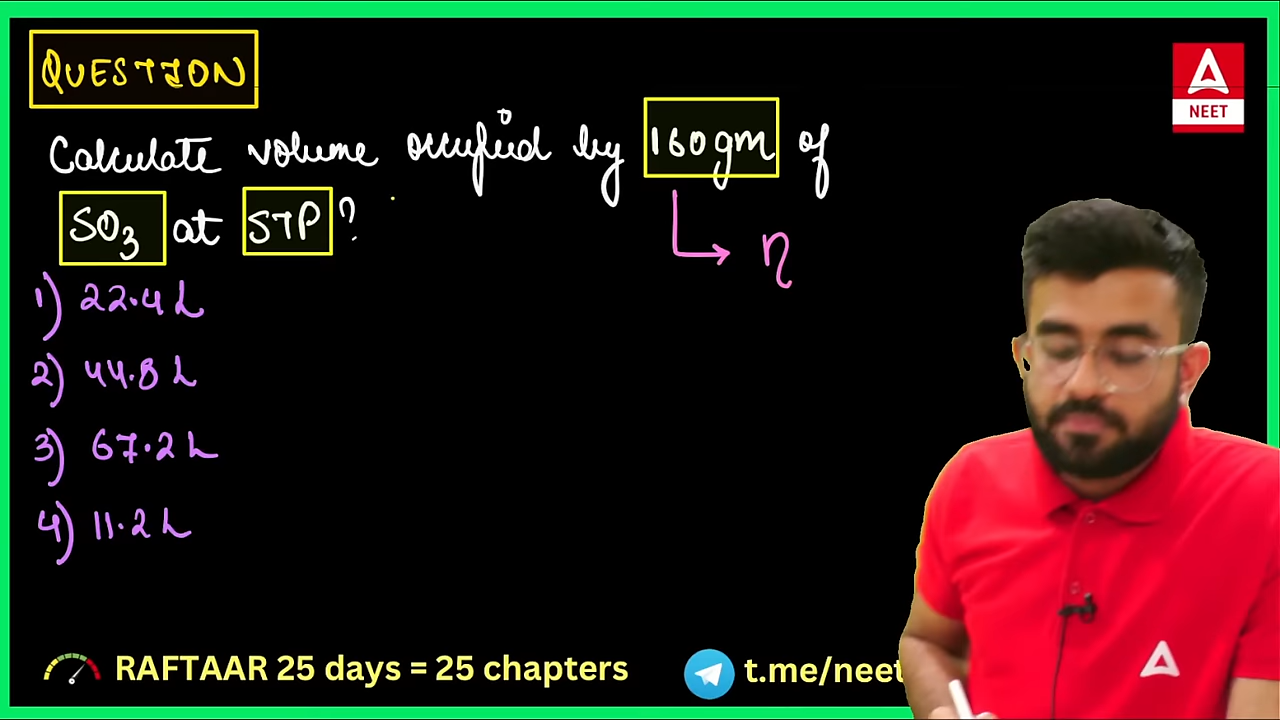 QUESTION
NEET
Calculate volume occupied by 160gm of
SO3 at STP ?
η
1) 22.4 L
2) 44.8 L
3) 67.2 L
4) 11.2 L
RAFTAAR 25 days = 25 chapters
t.me/neet